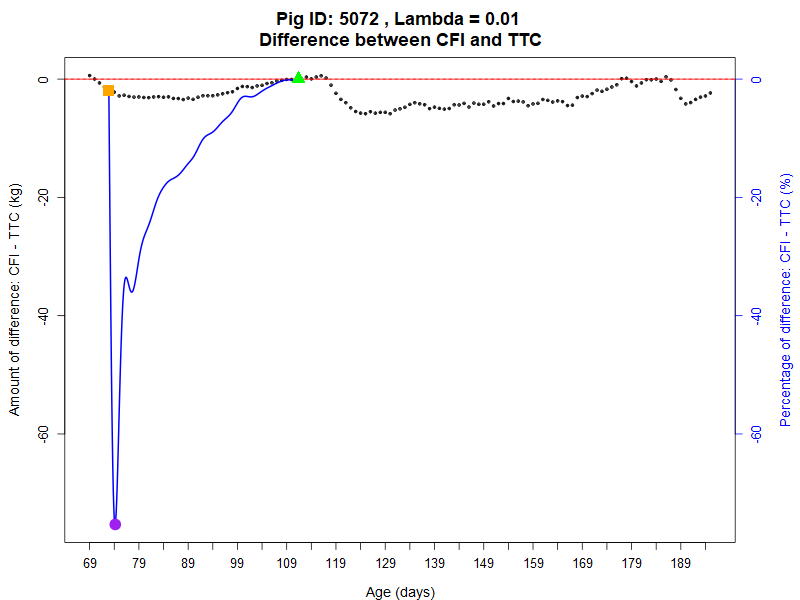 Pig ID: 5072 , Lambda = 0.01
Difference between CFI and TTC
Amount of difference: CFI - TTC (kg)
0
-20
-40
-60
0
-20
-40
-60
Percentage of difference: CFI - TTC (%)
69 79 89 99 109 119 129 139 149 159 169 179 189
Age (days)